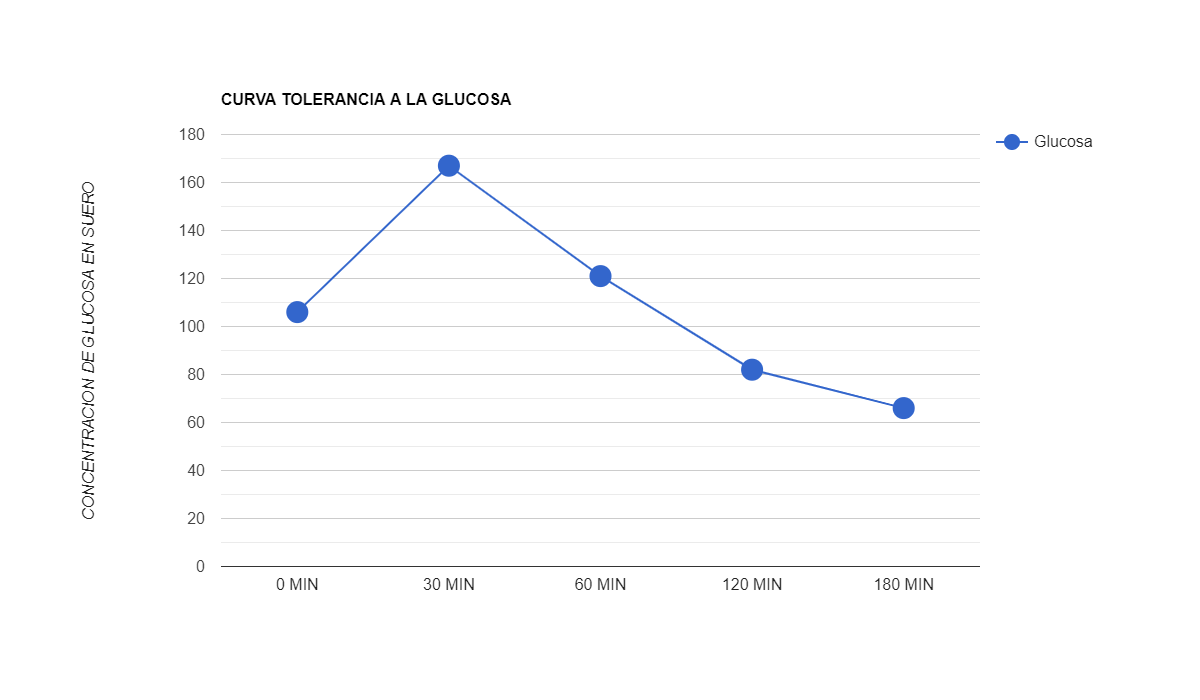 CURVA TOLERANCIA A LA GLUCOSA
Glucosa
CONCENTRACION DE GLUCOSA EN SUERO
180
160
140
120
100
80
60
40
20
0
0 MIN
30 MIN
60 MIN
120 MIN
180 MIN